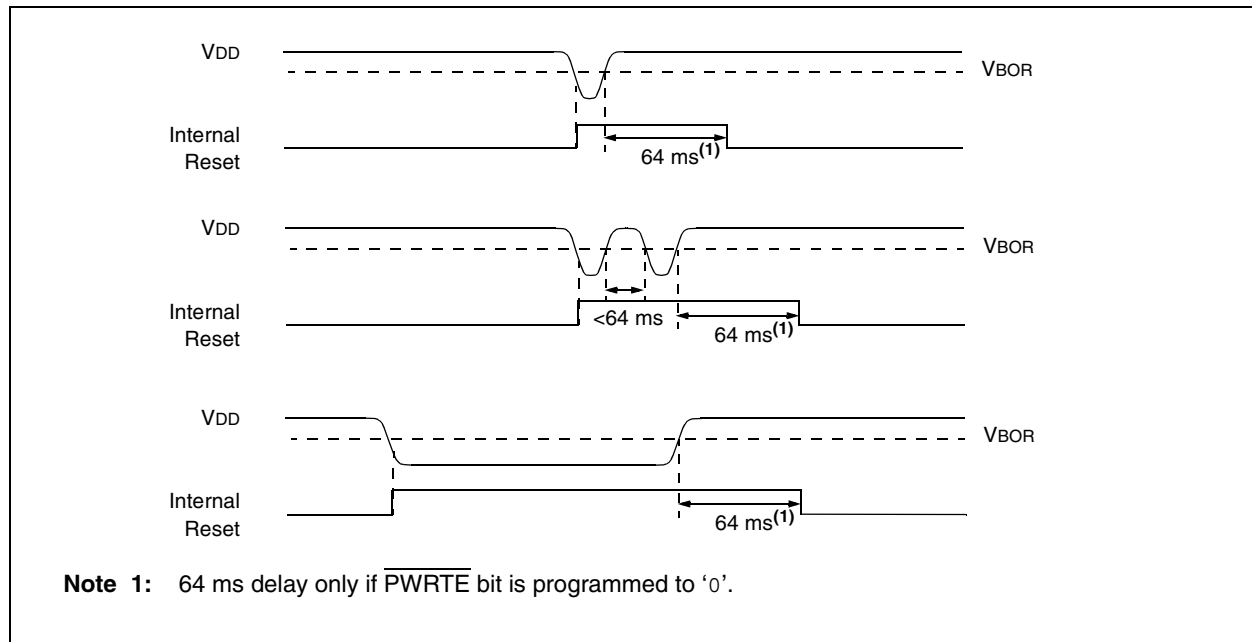 VDD
VBOR
Internal
Reset
64 ms(1)
VDD
VBOR
Internal
Reset
<64 ms
64 ms(1)
VDD
VBOR
Internal
Reset
64 ms(1)
Note 1: 64 ms delay only if PWRTE bit is programmed to ‘0’.